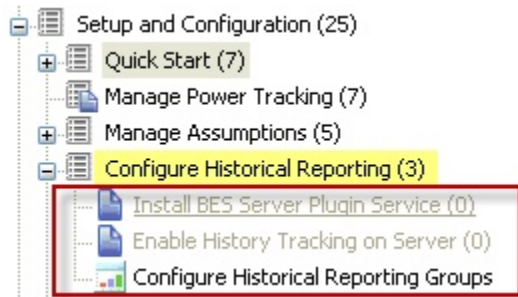 Setup and Configuration (25)
Quick Start (7)
Manage Power Tracking (7)
Manage Assumptions (5)
Configure Historical Reporting (3)
Install BES Server Plugin Service (0)
Enable History Tracking on Server (0)
Configure Historical Reporting Groups